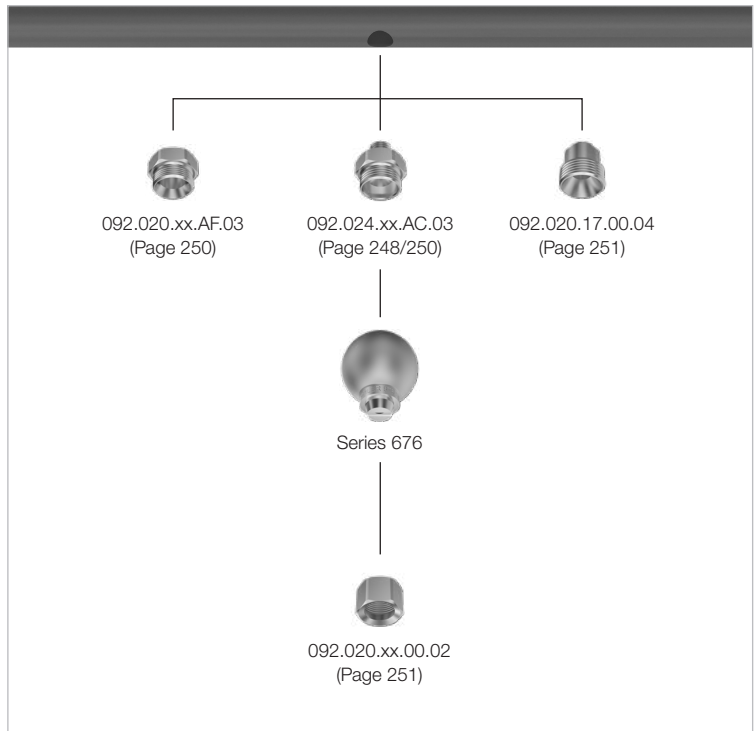 092.020.xx.AF.03
(Page 250)
092.024.xx.AC.03
(Page 248/250)
092.020.17.00.04
(Page 251)
Series 676
092.020.xx.00.02
(Page 251)